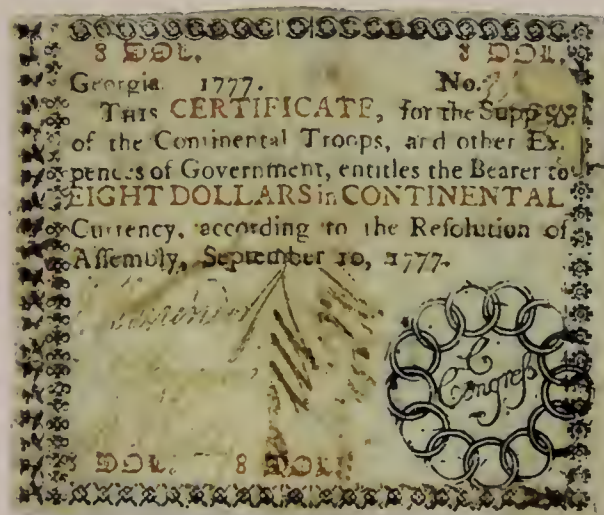 8 DOL. 8 DOL.
Georgia 1777. No.
THIS CERTIFICATE, for the Support
of the Continental Troops, and other Ex-
pences of Government, entitles the Bearer to
EIGHT DOLLARS in CONTINENTAL
Currency, according to the Reſolution of
Aſſembly, September 10, 1777.
C
Congreſs
8 DOL. 8 DOL.